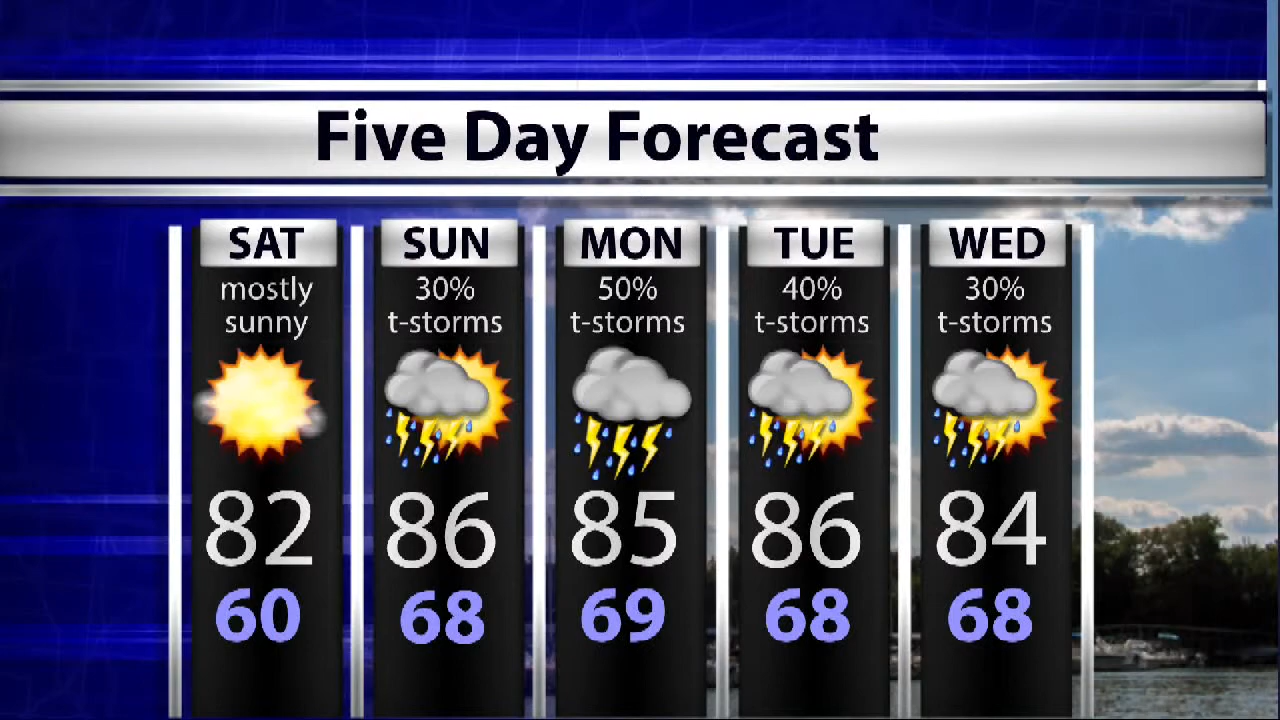 Five Day Forecast
SAT
mostly
sunny
82
60
SUN
30%
t-storms
86
68
MON
50%
t-storms
85
69
TUE
40%
t-storms
86
68
WED
30%
t-storms
84
68